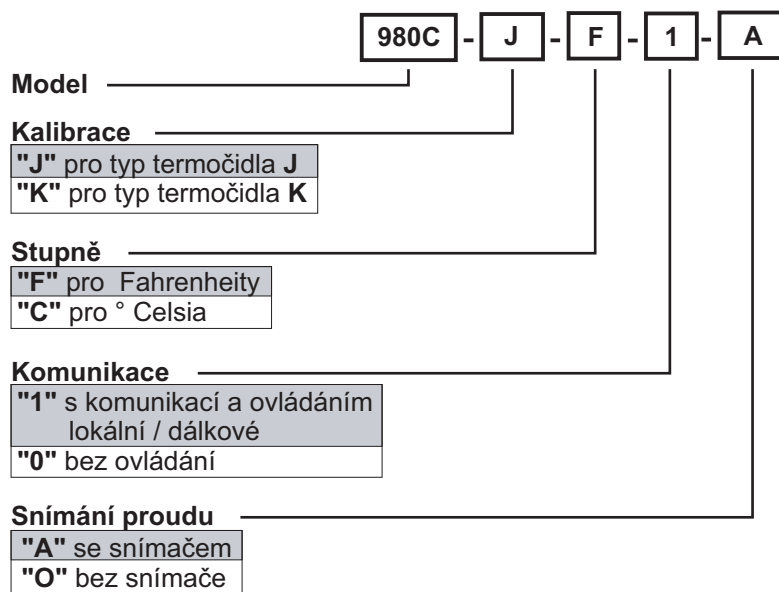 980C - J - F - 1 - A
Model
Kalibrace
"J" pro typ termočidla J
"K" pro typ termočidla K
Stupně
"F" pro Fahrenheity
"C" pro ° Celsia
Komunikace
"1" s komunikací a ovládáním
lokální / dálkové
"0" bez ovládání
Snímání proudu
"A" se snímačem
"O" bez snímače